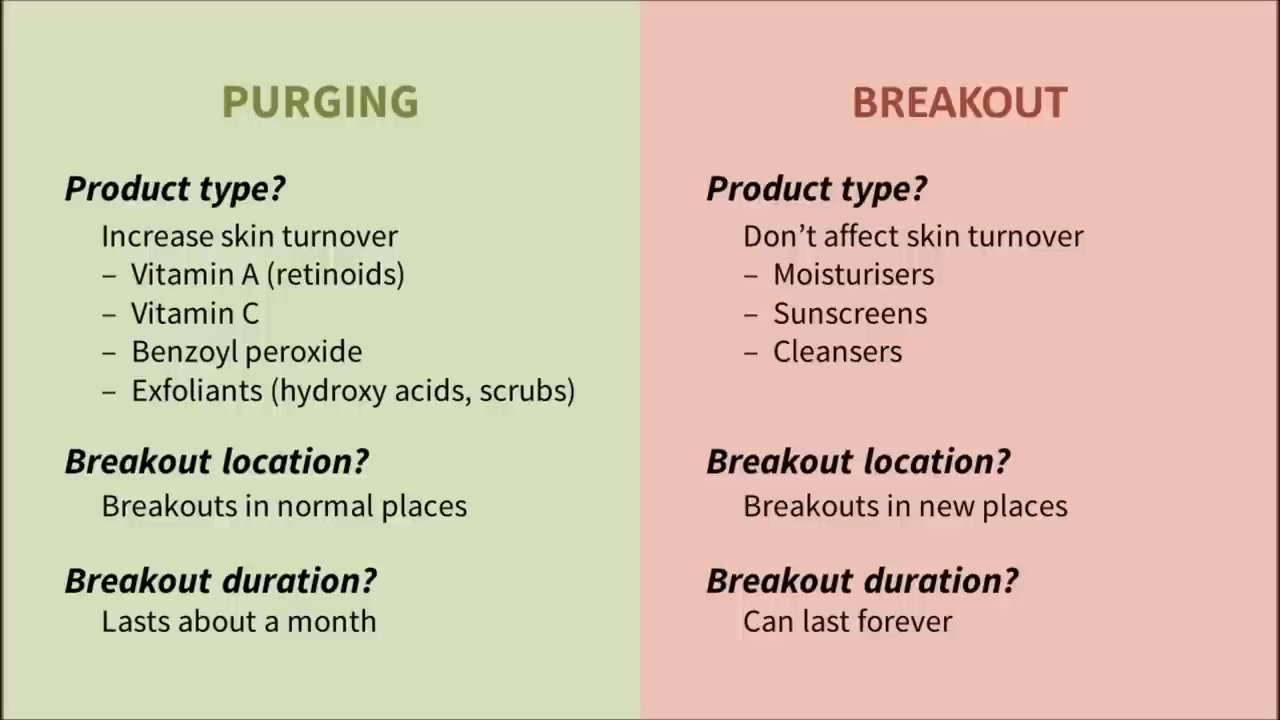 PURGING
Product type?
Increase skin turnover
– Vitamin A (retinoids)
– Vitamin C
– Benzoyl peroxide
– Exfoliants (hydroxy acids, scrubs)
Breakout location?
Breakouts in normal places
Breakout duration?
Lasts about a month
BREAKOUT
Product type?
Don’t affect skin turnover
– Moisturisers
– Sunscreens
– Cleansers
Breakout location?
Breakouts in new places
Breakout duration?
Can last forever